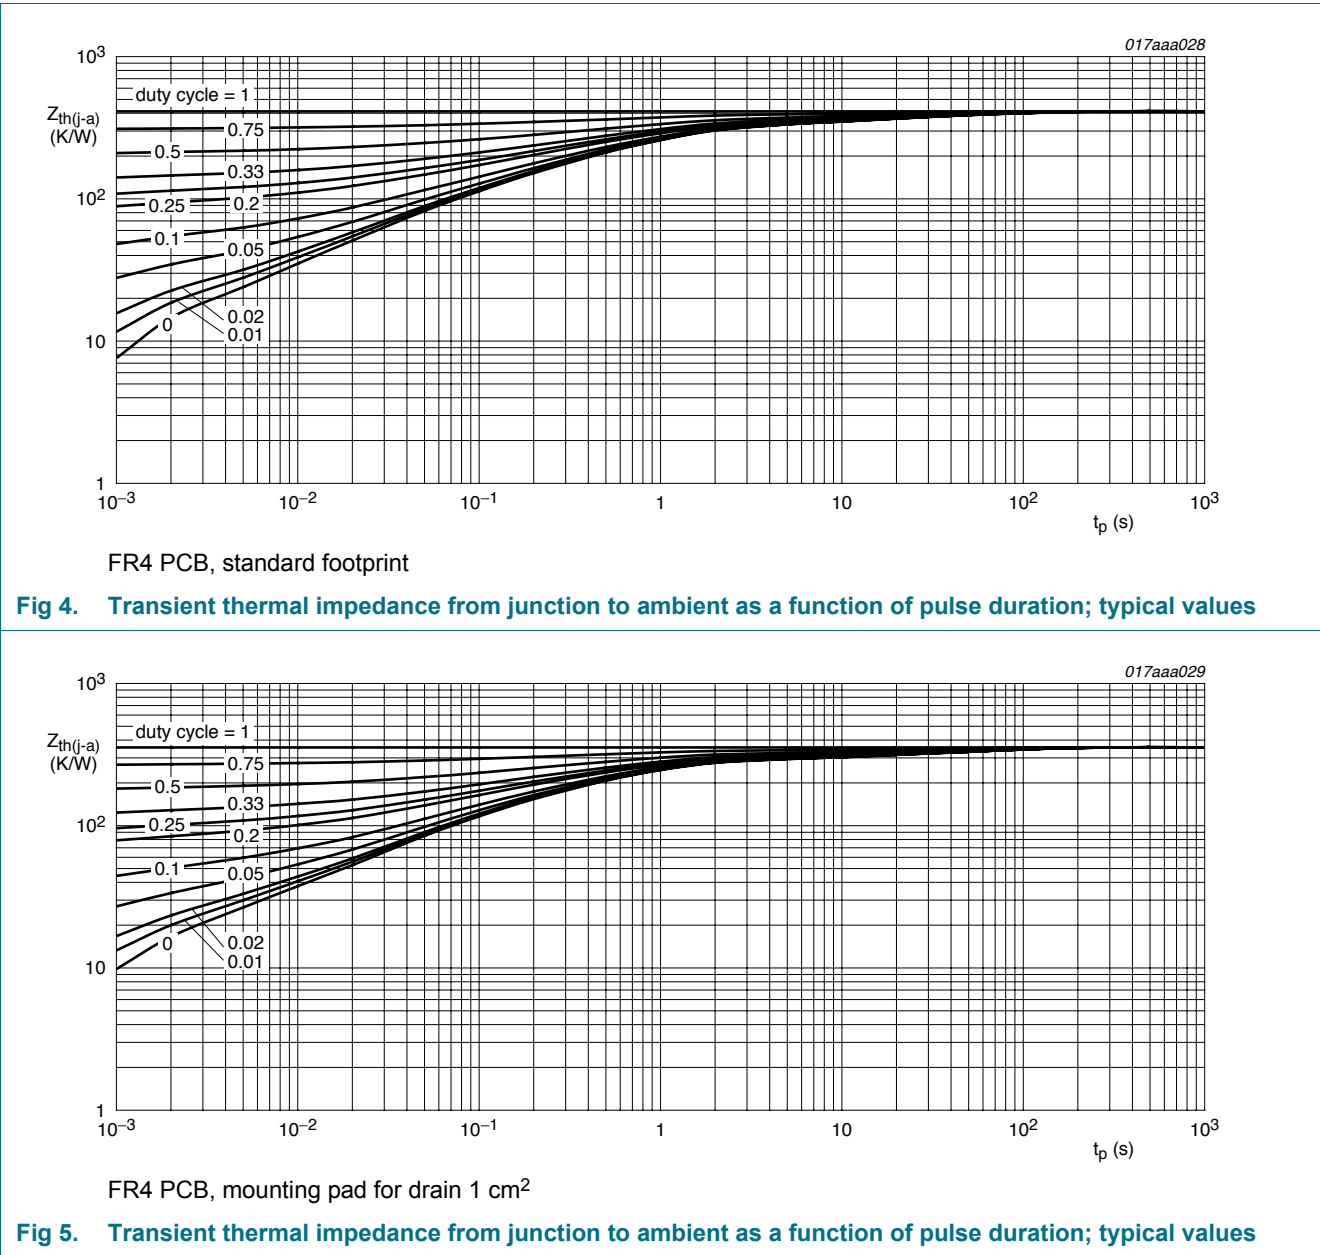 017aaa028
10³
duty cycle = 1
Zth(j-a)
(K/W)
0.75
0.5
0.33
10²
0.25
0.2
0.1
0.05
0.02
0
0.01
10
1
10–3 10–2 10–1 1 10 10² 10³
tp (s)
FR4 PCB, standard footprint
Fig 4. Transient thermal impedance from junction to ambient as a function of pulse duration; typical values
017aaa029
10³
duty cycle = 1
Zth(j-a)
(K/W)
0.75
0.5
0.33
10²
0.25
0.2
0.1
0.05
0.02
0
0.01
10
1
10–3 10–2 10–1 1 10 10² 10³
tp (s)
FR4 PCB, mounting pad for drain 1 cm²
Fig 5. Transient thermal impedance from junction to ambient as a function of pulse duration; typical values